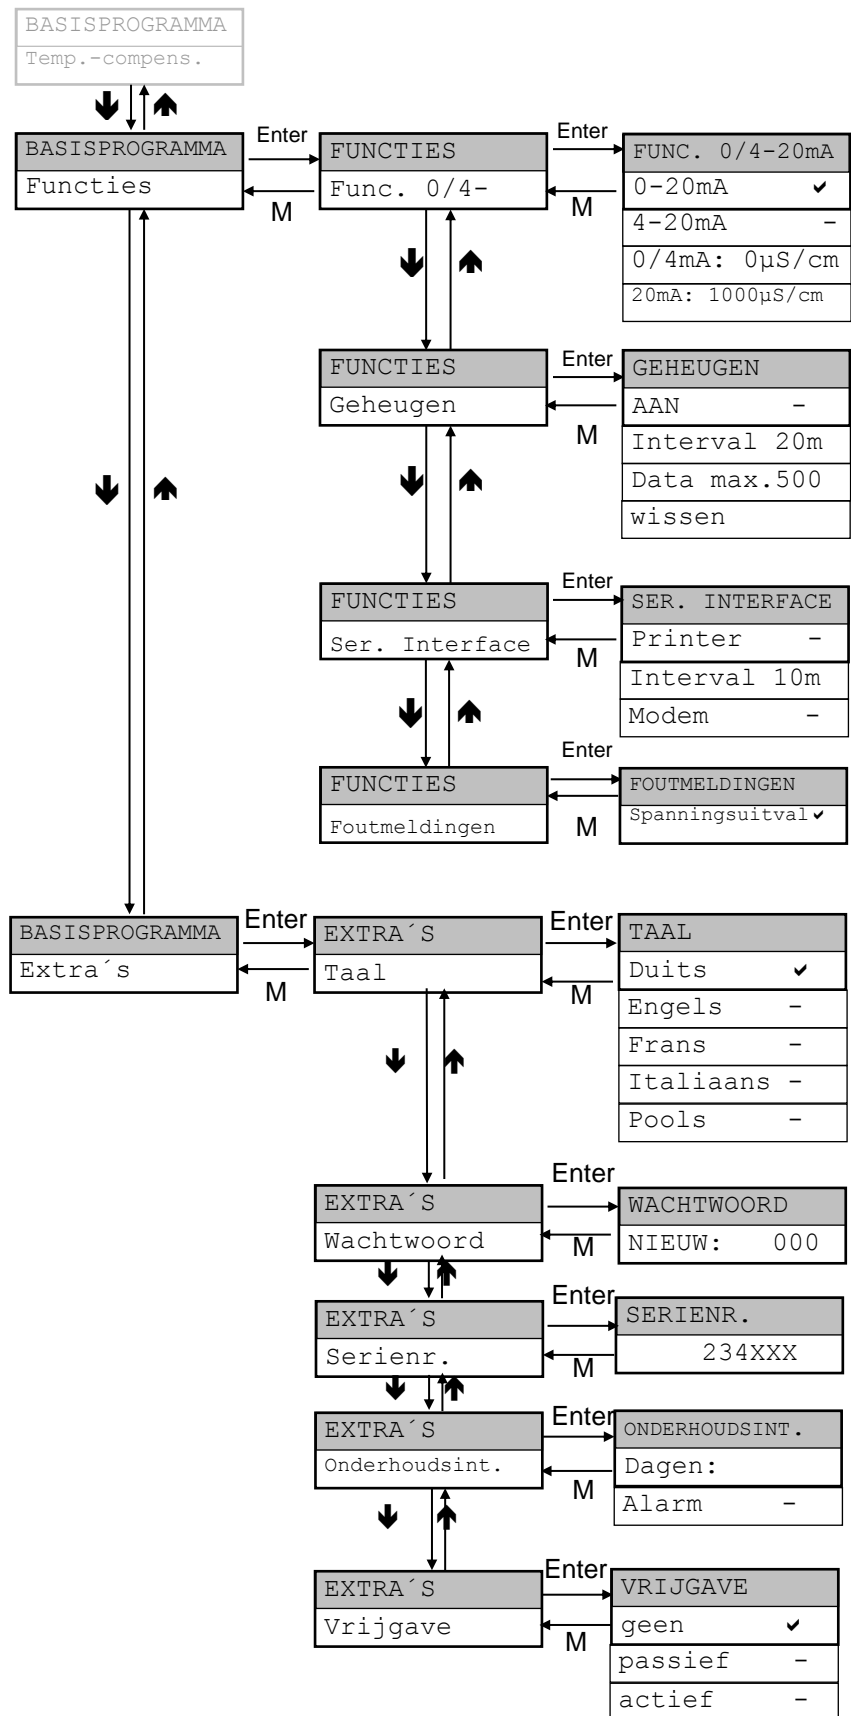 BASISPROGRAMMA
Temp.-compens.
BASISPROGRAMMA
Functies
Enter
M
FUNCTIES
Func. 0/4-
Enter
M
FUNC. 0/4-20mA
0-20mA ✔
4-20mA -
0/4mA: 0µS/cm
20mA: 1000µS/cm
FUNCTIES
Geheugen
Enter
M
GEHEUGEN
AAN -
Interval 20m
Data max.500
wissen
FUNCTIES
Ser. Interface
Enter
M
SER. INTERFACE
Printer -
Interval 10m
Modem -
FUNCTIES
Foutmeldingen
Enter
M
FOUTMELDINGEN
Spanningsuitval✔
BASISPROGRAMMA
Extra´s
Enter
M
EXTRA´S
Taal
Enter
M
TAAL
Duits ✔
Engels -
Frans -
Italiaans -
Pools -
EXTRA´S
Wachtwoord
Enter
M
WACHTWOORD
NIEUW: 000
EXTRA´S
Serienr.
Enter
M
SERIENR.
234XXX
EXTRA´S
Onderhoudsint.
Enter
M
ONDERHOUDSINT.
Dagen:
Alarm -
EXTRA´S
Vrijgave
Enter
M
VRIJGAVE
geen ✔
passief -
actief -